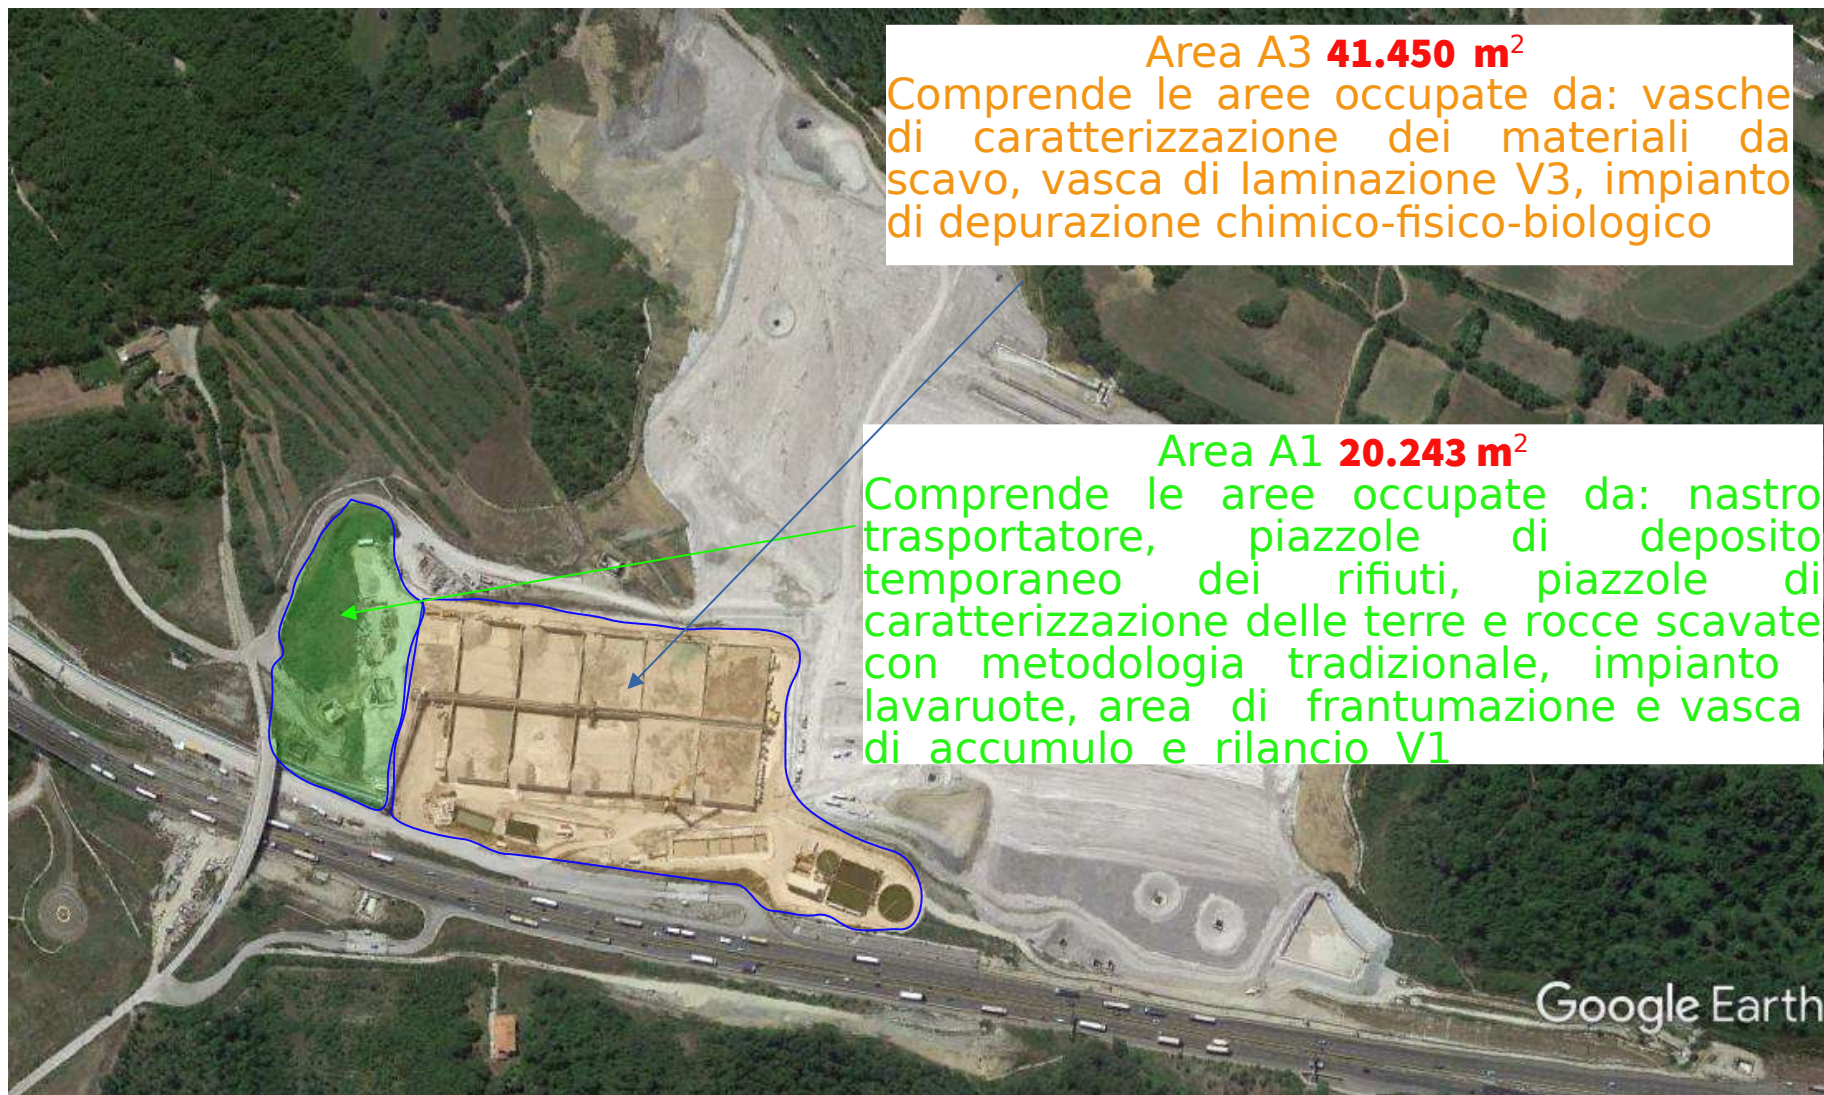 Area A3 41.450 m²
Comprende le aree occupate da: vasche
di caratterizzazione dei materiali da
scavo, vasca di laminazione V3, impianto
di depurazione chimico-fisico-biologico
Area A1 20.243 m²
Comprende le aree occupate da: nastro
trasportatore, piazzole di deposito
temporaneo dei rifiuti, piazzole di
caratterizzazione delle terre e rocce scavate
con metodologia tradizionale, impianto
lavaruote, area di frantumazione e vasca
di accumulo e rilancio V1
Google Earth